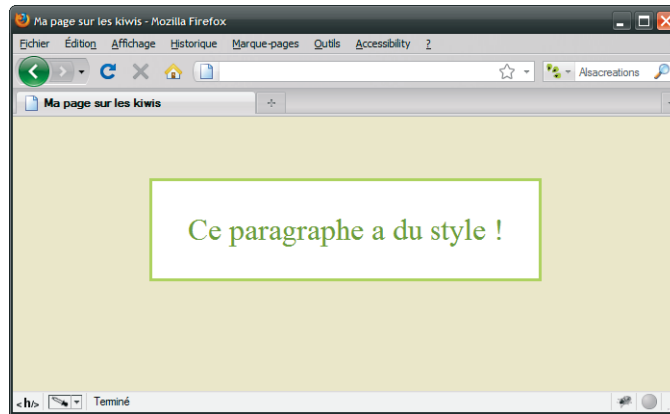 Ma page sur les kiwis - Mozilla Firefox
Fichier Édition Affichage Historique Marque-pages Outils Accessibility ?
Alsacreations
Ma page sur les kiwis
Ce paragraphe a du style !
<h/> Terminé